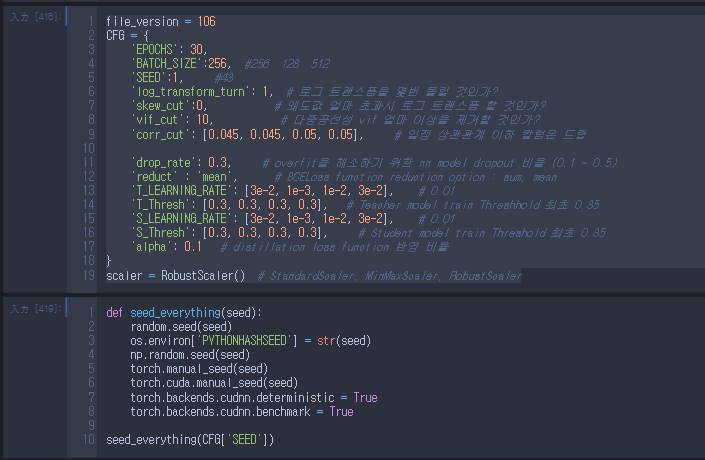 入力 [418]:
1 file_version = 106
2 CFG = {
3 'EPOCHS': 30,
4 'BATCH_SIZE':256, #256 128 512
5 'SEED':1, #43
6 'log_transform_turn': 1, # 로그 트랜스폼을 몇번 돌릴 것인가?
7 'skew_cut':0, # 왜도값 얼마 초과시 로그 트랜스폼 할 것인가?
8 'vif_cut': 10, # 다중공선성 vif 얼마 이상을 제거할 것인가?
9 'corr_cut': [0.045, 0.045, 0.05, 0.05], # 일정 상관관계 이하 컬럼은 드랍
10
11 'drop_rate': 0.3, # overfit을 해소하기 위한 nn model dropout 비율 (0.1 - 0.5)
12 'reduct' : 'mean', # BCELoss function reduction option : sum, mean
13 'T_LEARNING_RATE': [3e-2, 1e-3, 1e-2, 3e-2], # 0.01
14 'T_Thresh': [0.3, 0.3, 0.3, 0.3], # Teacher model train Threshhold 최초 0.35
15 'S_LEARNING_RATE': [3e-2, 1e-3, 1e-2, 3e-2], # 0.01
16 'S_Thresh': [0.3, 0.3, 0.3, 0.3], # Student model train Threshold 최초 0.35
17 'alpha': 0.1 # distillation loss function 반영 비율
18 }
19 scaler = RobustScaler() # StandardScaler, MinMaxScaler, RobustScaler
入力 [419]:
1 def seed_everything(seed):
2 random.seed(seed)
3 os.environ['PYTHONHASHSEED'] = str(seed)
4 np.random.seed(seed)
5 torch.manual_seed(seed)
6 torch.cuda.manual_seed(seed)
7 torch.backends.cudnn.deterministic = True
8 torch.backends.cudnn.benchmark = True
9
10 seed_everything(CFG['SEED'])